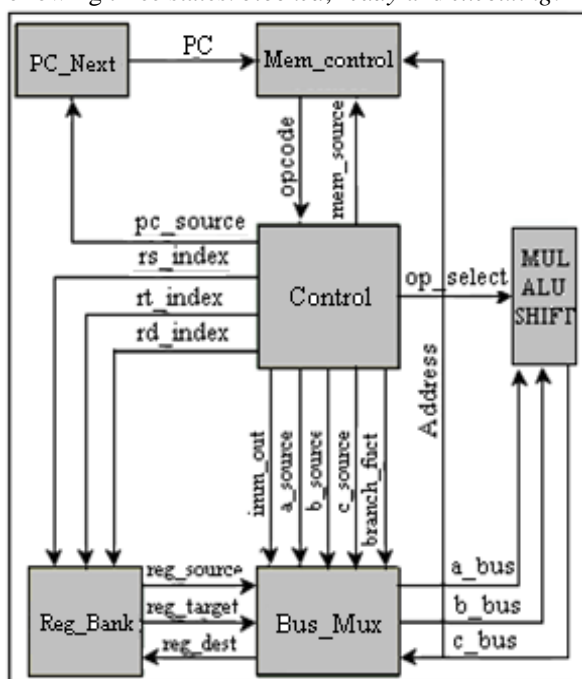 PC
PC_Next
Mem_control
opcode
mem_source
pc_source
rs_index
rt_index
rd_index
Control
op_select
MUL
ALU
SHIFT
Address
imm_out
a_source
b_source
c_source
branch_fuct
reg_source
reg_target
reg_dest
Reg_Bank
Bus_Mux
a_bus
b_bus
c_bus